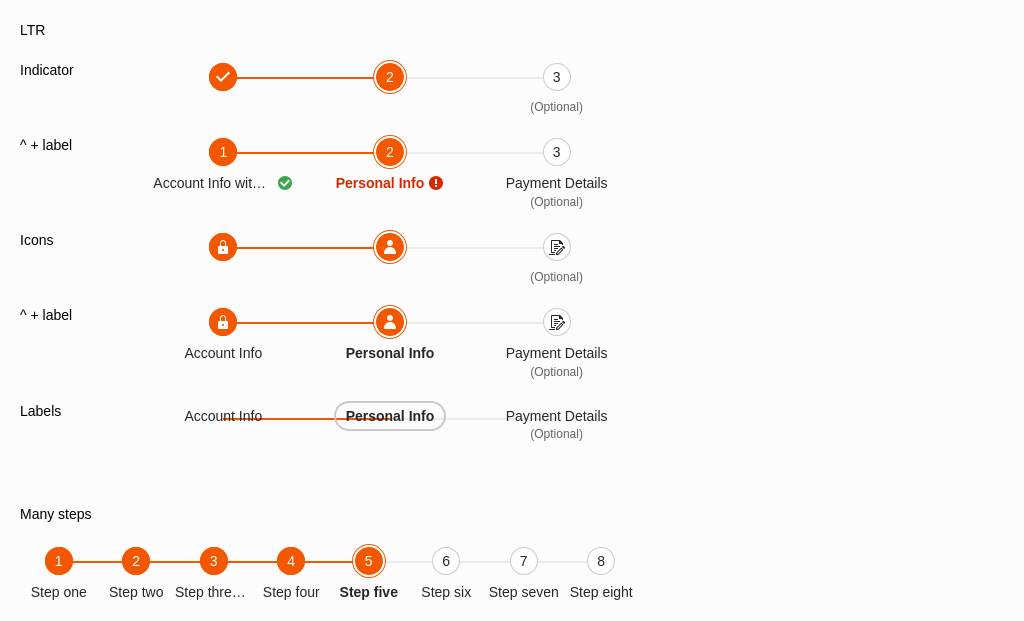 LTR
Indicator
2 3
(Optional)
^ + label
1 2 3
Account Info wit… Personal Info Payment Details
(Optional)
Icons
(Optional)
^ + label
Account Info Personal Info Payment Details
(Optional)
Labels Account Info Personal Info Payment Details
(Optional)
Many steps
1 2 3 4 5 6 7 8
Step one Step two Step thre… Step four Step five Step six Step seven Step eight